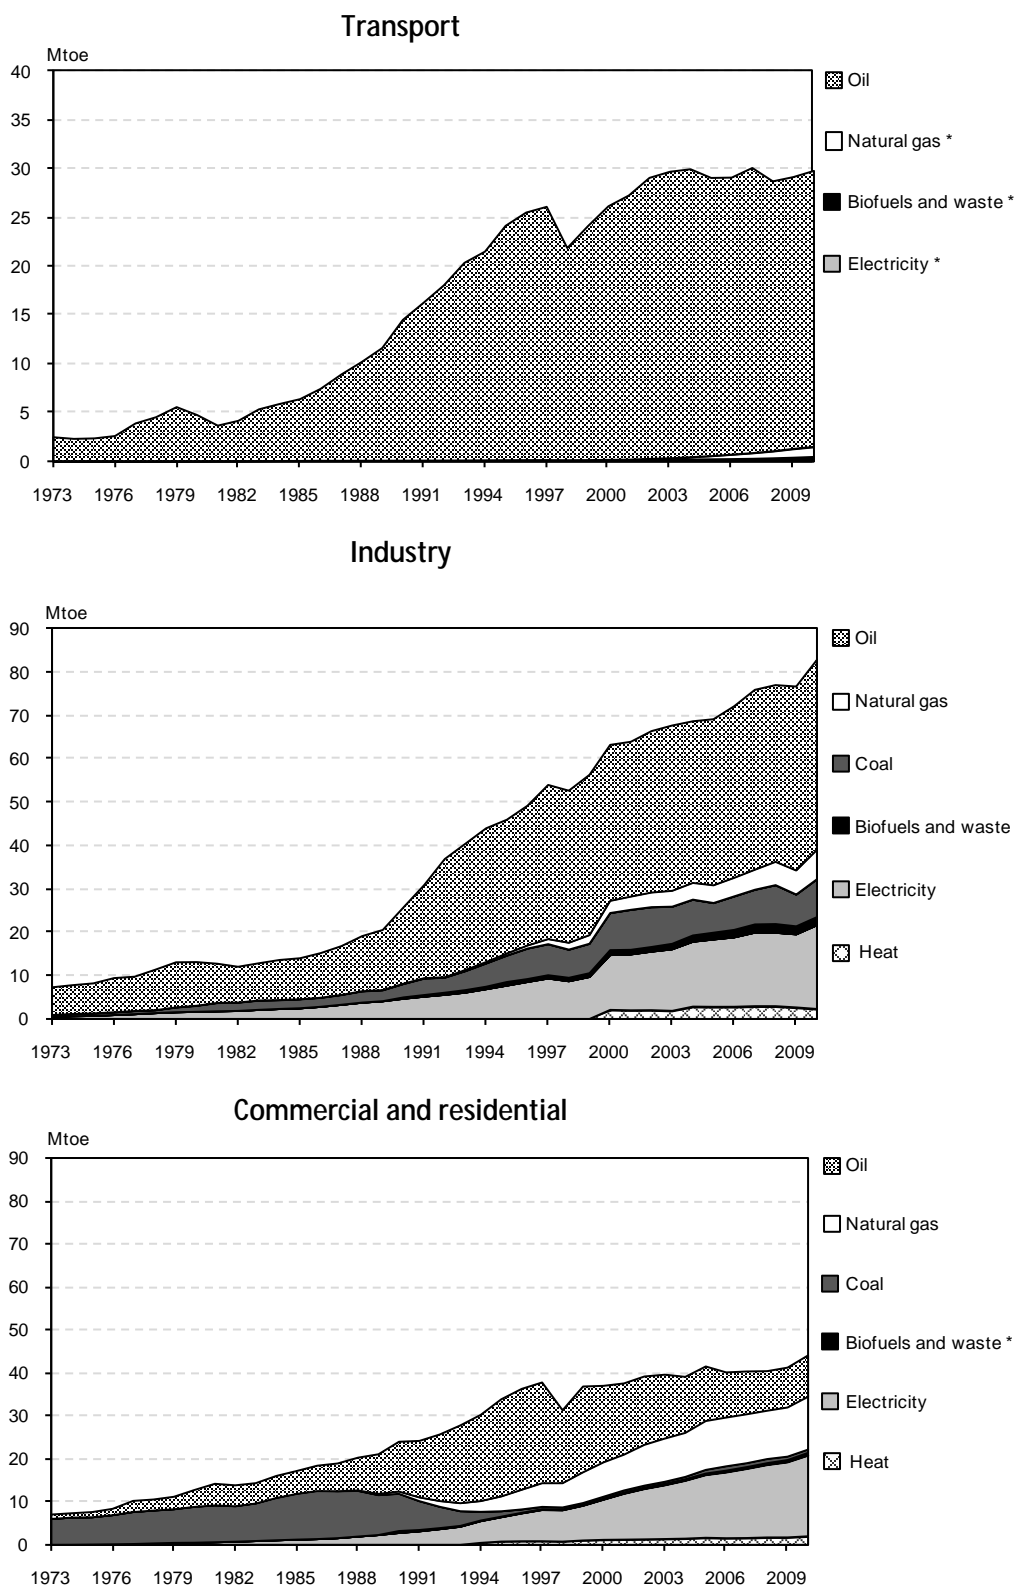 Transport
Mtoe
40
35
30
25
20
15
10
5
0
1973 1976 1979 1982 1985 1988 1991 1994 1997 2000 2003 2006 2009
Oil
Natural gas *
Biofuels and waste *
Electricity *
Industry
Mtoe
90
80
70
60
50
40
30
20
10
0
1973 1976 1979 1982 1985 1988 1991 1994 1997 2000 2003 2006 2009
Oil
Natural gas
Coal
Biofuels and waste
Electricity
Heat
Commercial and residential
Mtoe
90
80
70
60
50
40
30
20
10
0
1973 1976 1979 1982 1985 1988 1991 1994 1997 2000 2003 2006 2009
Oil
Natural gas
Coal
Biofuels and waste *
Electricity
Heat